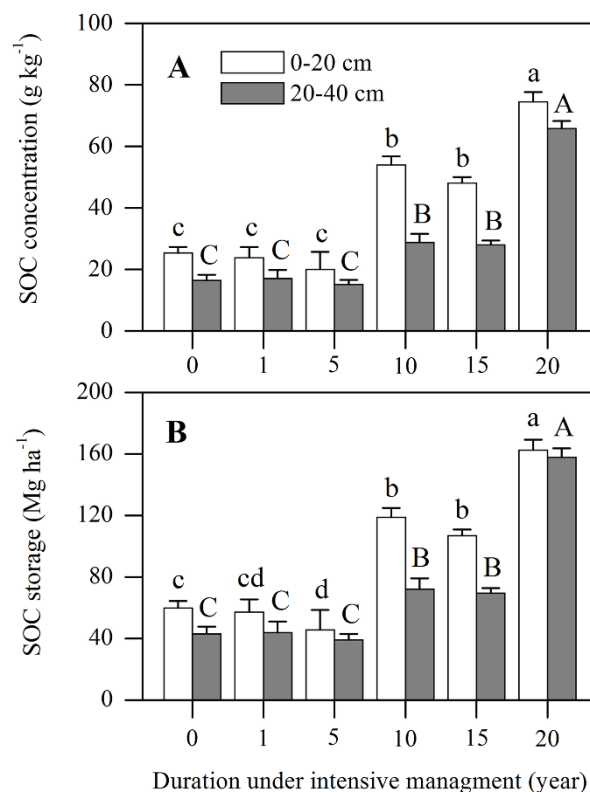 A
0-20 cm
20-40 cm
SOC concentration (g kg⁻¹)
100
80
60
40
20
0
c C c C c C b B b B a A
0 1 5 10 15 20
B
SOC storage (Mg ha⁻¹)
200
160
120
80
40
0
c C cd C d C b B b B a A
0 1 5 10 15 20
Duration under intensive managment (year)